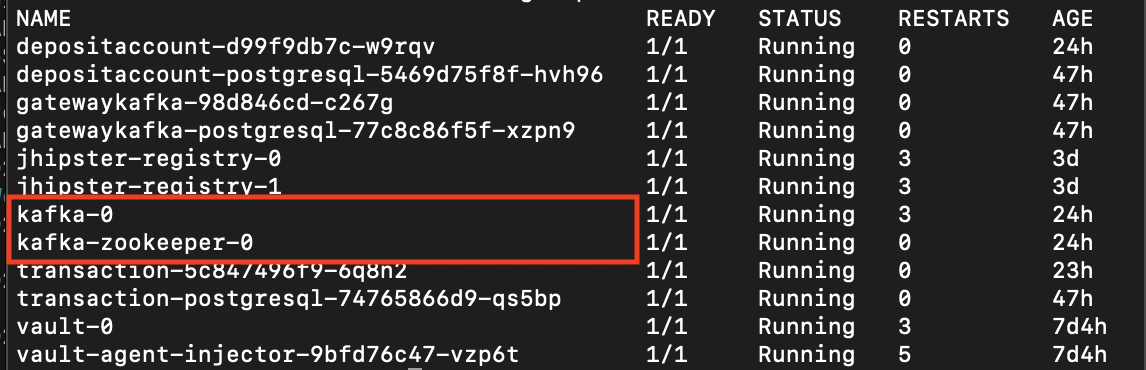 NAME READY STATUS RESTARTS AGE
depositaccount-d99f9db7c-w9rqv 1/1 Running 0 24h
depositaccount-postgresql-5469d75f8f-hvh96 1/1 Running 0 47h
gatewaykafka-98d846cd-c267g 1/1 Running 0 47h
gatewaykafka-postgresql-77c8c86f5f-xzpn9 1/1 Running 0 47h
jhipster-registry-0 1/1 Running 3 3d
jhipster-registry-1 1/1 Running 3 3d
kafka-0 1/1 Running 3 24h
kafka-zookeeper-0 1/1 Running 0 24h
transaction-5c847496f9-6q8n2 1/1 Running 0 23h
transaction-postgresql-74765866d9-qs5bp 1/1 Running 0 47h
vault-0 1/1 Running 3 7d4h
vault-agent-injector-9bfd76c47-vzp6t 1/1 Running 5 7d4h